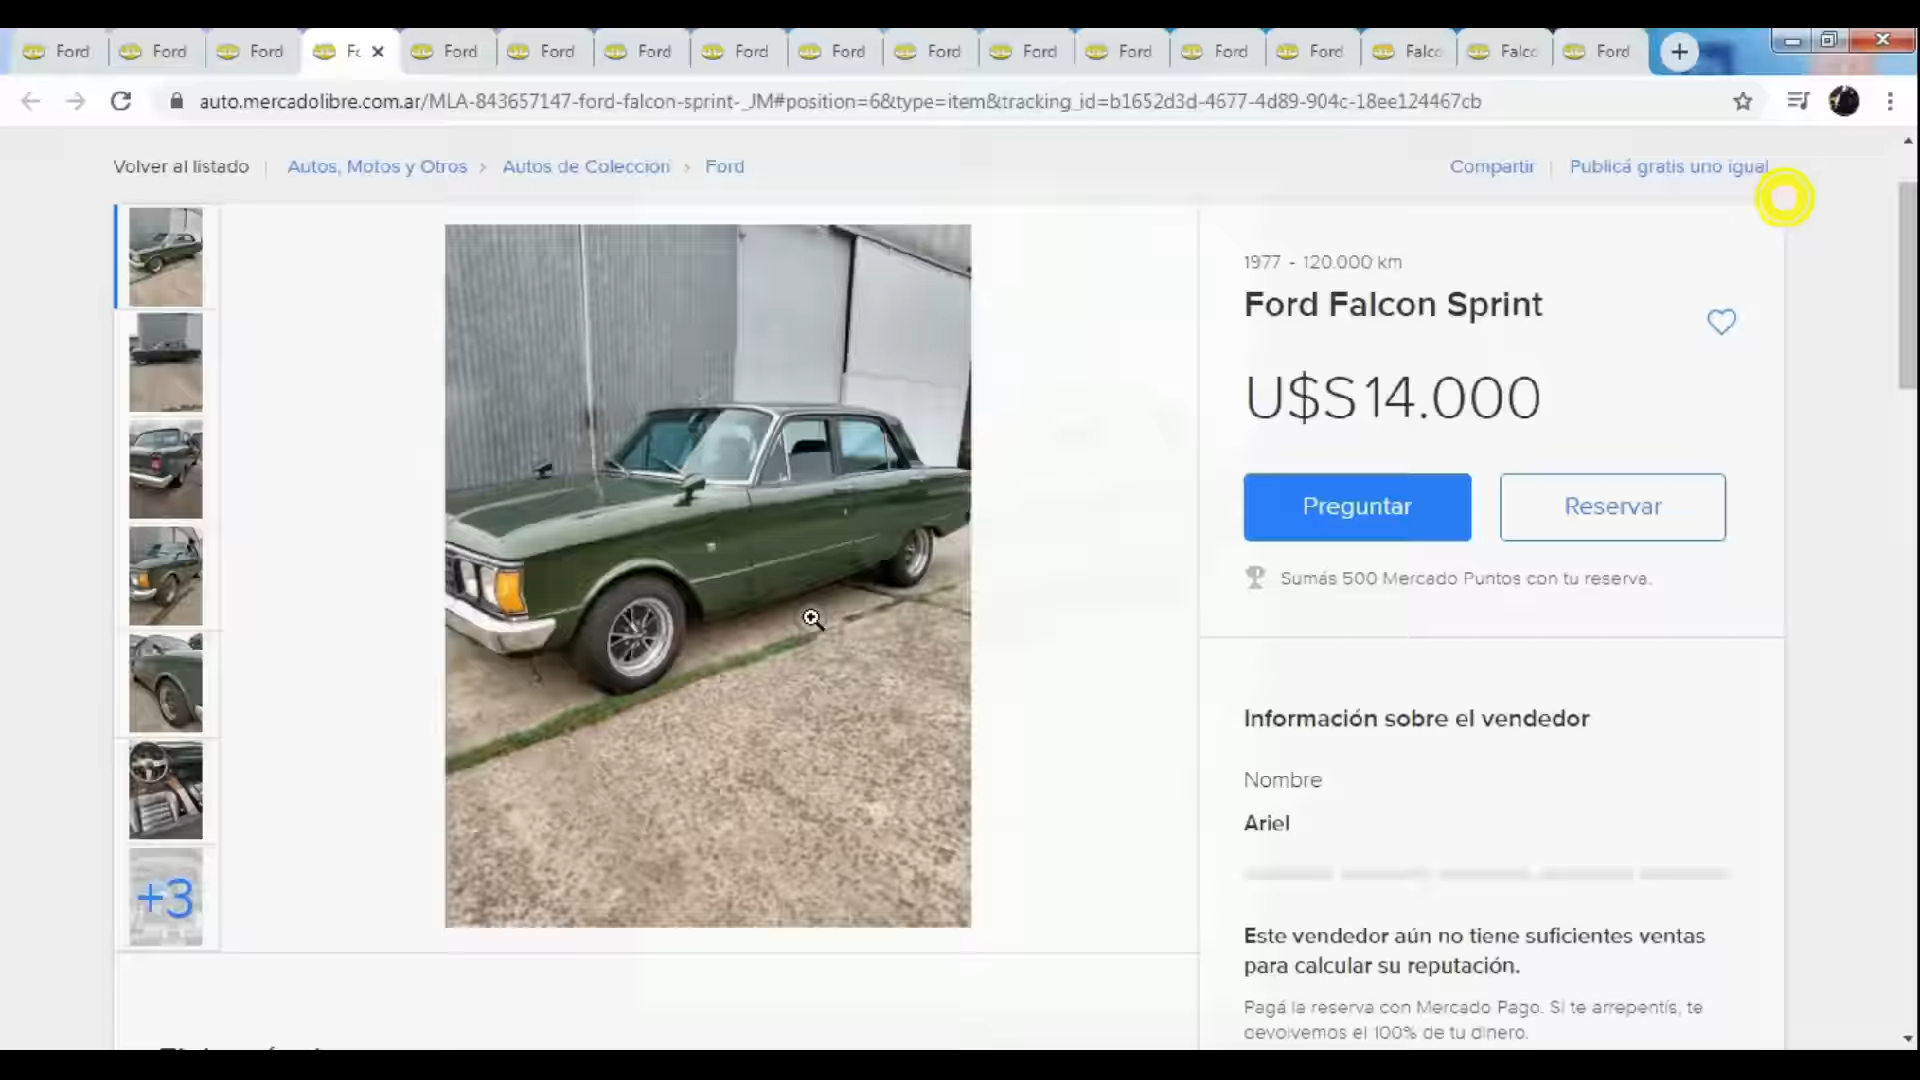 Ford Ford Ford Fc Ford Ford Ford Ford Ford Ford Ford Ford Ford Ford Falco Falco Ford
auto.mercadolibre.com.ar/MLA-843657147-ford-falcon-sprint-_JM#position=6&type=item&tracking_id=b1652d3d-4677-4d89-904c-18ee124467cb
Volver al listado Autos, Motos y Otros > Autos de Colección > Ford Compartir Publicá gratis uno igual
1977 - 120.000 km
Ford Falcon Sprint
U$S 14.000
Preguntar Reservar
Sumás 500 Mercado Puntos con tu reserva.
Información sobre el vendedor
Nombre
Ariel
+3
Este vendedor aún no tiene suficientes ventas
para calcular su reputación.
Pagá la reserva con Mercado Pago. Si te arrepentís, te
devolvemos el 100% de tu dinero.